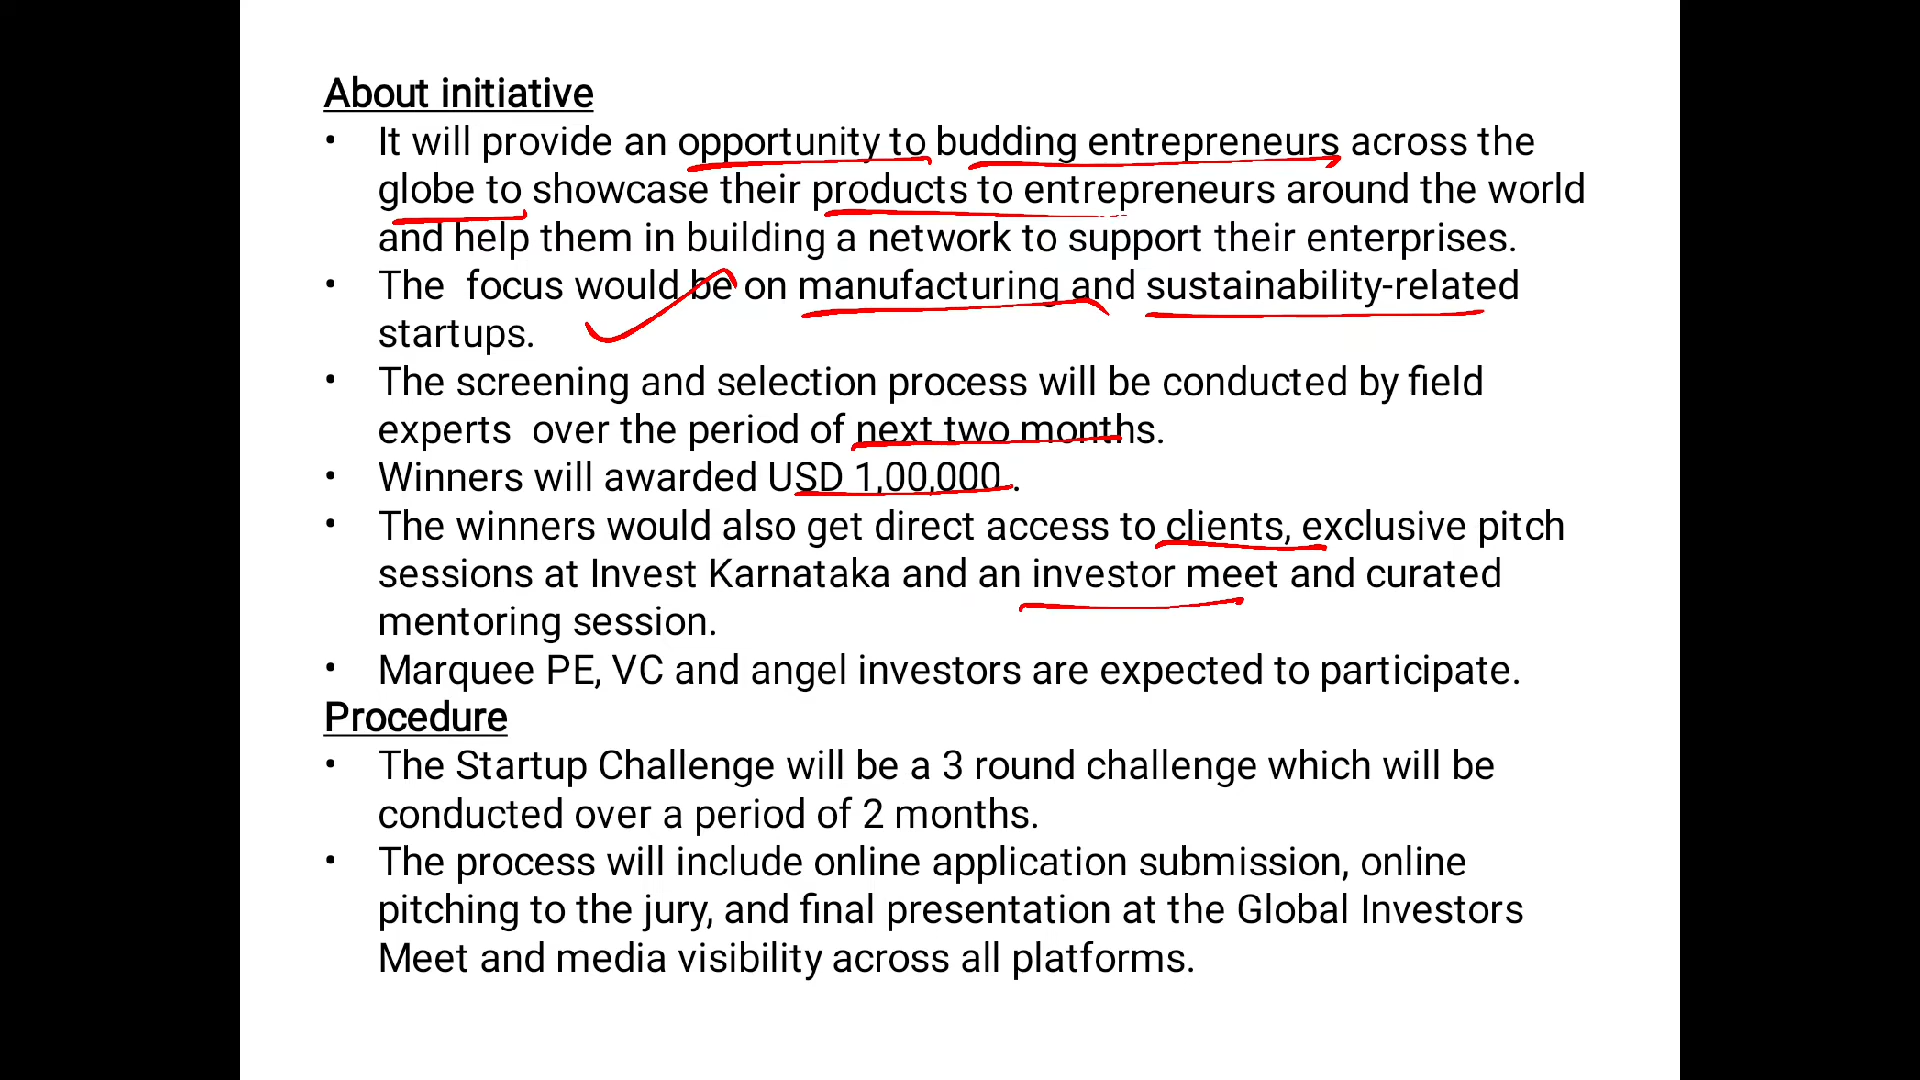 About initiative
• It will provide an opportunity to budding entrepreneurs across the
globe to showcase their products to entrepreneurs around the world
and help them in building a network to support their enterprises.
• The focus would be on manufacturing and sustainability-related
startups.
• The screening and selection process will be conducted by field
experts over the period of next two months.
• Winners will awarded USD 1,00,000.
• The winners would also get direct access to clients, exclusive pitch
sessions at Invest Karnataka and an investor meet and curated
mentoring session.
• Marquee PE, VC and angel investors are expected to participate.
Procedure
• The Startup Challenge will be a 3 round challenge which will be
conducted over a period of 2 months.
• The process will include online application submission, online
pitching to the jury, and final presentation at the Global Investors
Meet and media visibility across all platforms.